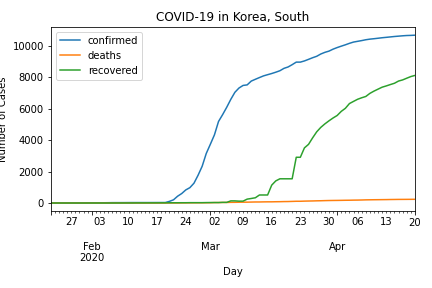 COVID-19 in Korea, South
confirmed
deaths
recovered
10000
8000
6000
4000
2000
0
Number of Cases
27 03 10 17 24 02 09 16 23 30 06 13 20
Feb Mar Apr
2020
Day